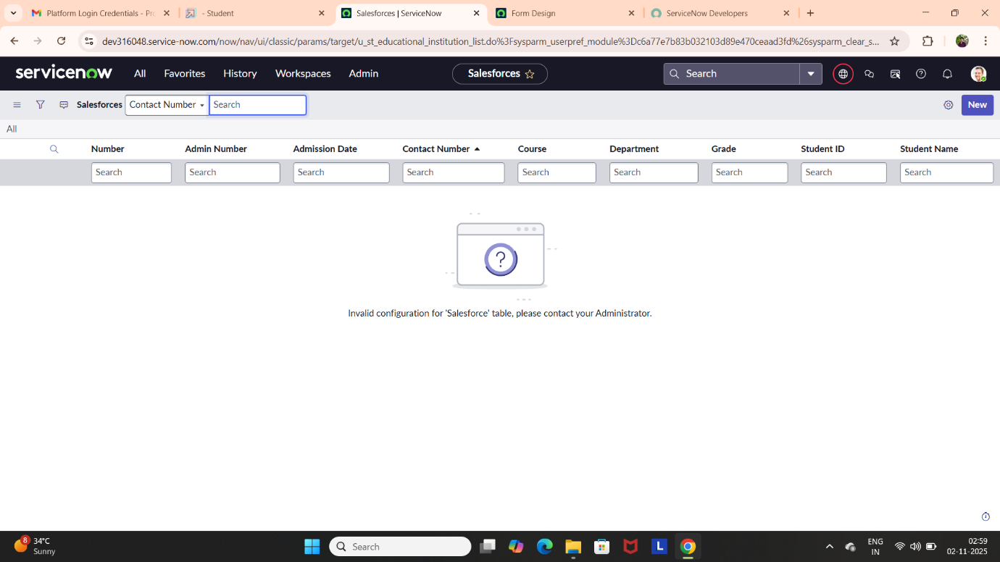 Platform Login Credentials - Pro
- Student
Salesforces | ServiceNow
Form Design
ServiceNow Developers
dev316048.service-now.com/now/nav/ui/classic/params/target/u_st_educational_institution_list.do%3Fsysparm_userpref_module%3Dc6a77e7b83b032103d89e470ceaad3fd%26sysparm_clear_s...
servicenow
All
Favorites
History
Workspaces
Admin
Salesforces
Search
Salesforces
Contact Number
Search
New
All
Number
Admin Number
Admission Date
Contact Number
Course
Department
Grade
Student ID
Student Name
Search
Search
Search
Search
Search
Search
Search
Search
Search
?
Invalid configuration for 'Salesforce' table, please contact your Administrator.
8
34°C
Sunny
Search
L
ENG
IN
02:59
02-11-2025